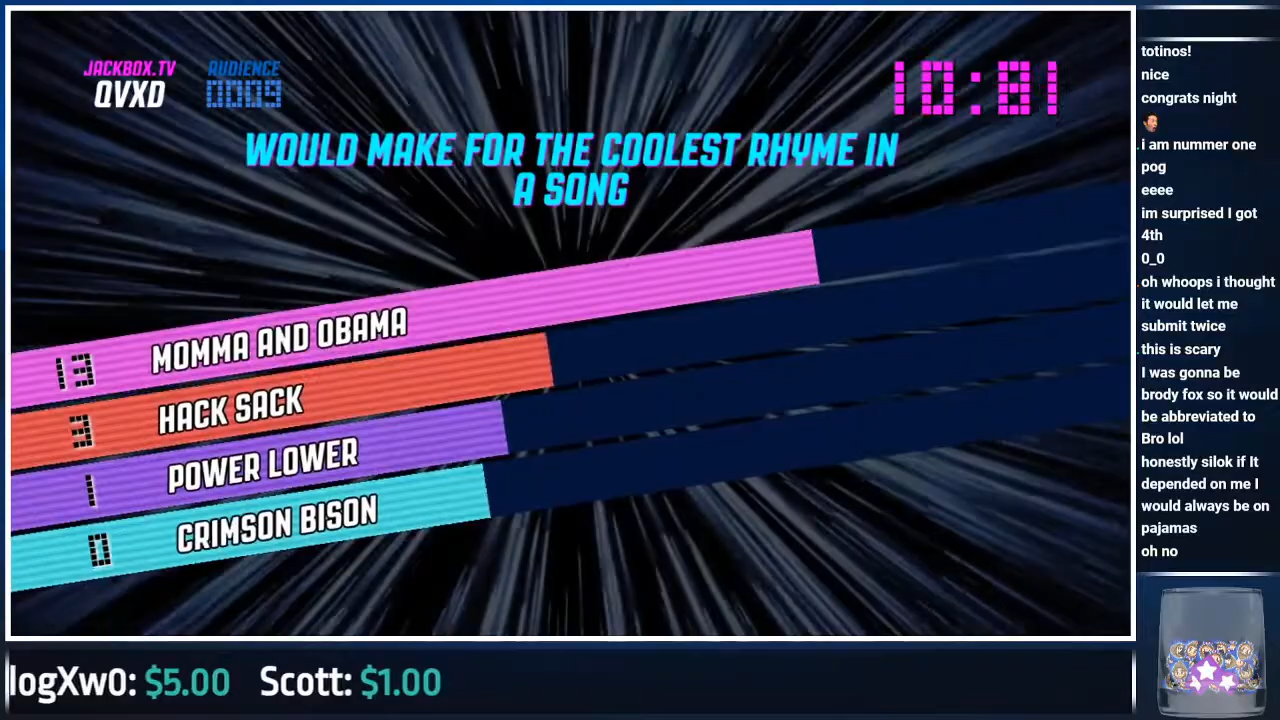 JACKBOX.TV
QVXD
AUDIENCE
0009
10:81
WOULD MAKE FOR THE COOLEST RHYME IN
A SONG
13 MOMMA AND OBAMA
3 HACK SACK
1 POWER LOWER
0 CRIMSON BISON
totinos!
nice
congrats night
i am nummer one
pog
eeee
im surprised I got
4th
0_0
oh whoops i thought
it would let me
submit twice
this is scary
I was gonna be
brody fox so it would
be abbreviated to
Bro lol
honestly silok if It
depended on me I
would always be on
pajamas
oh no
logXw0: $5.00 Scott: $1.00